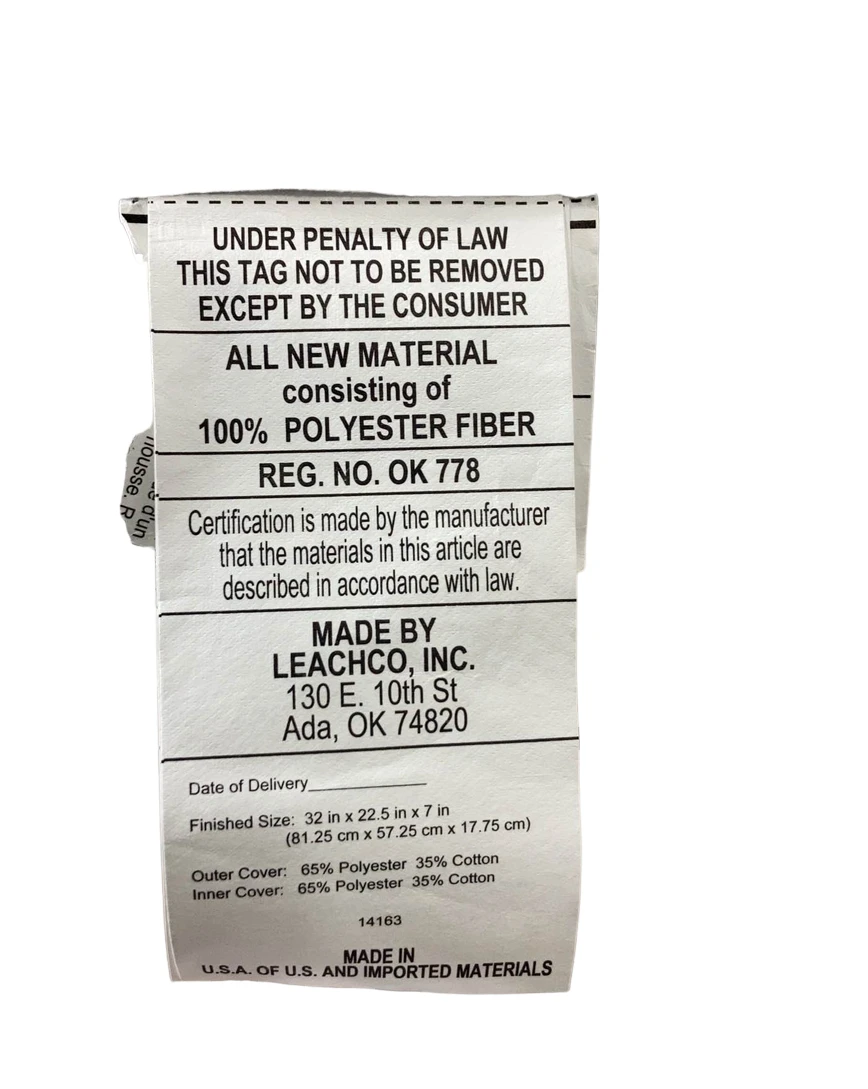 UNDER PENALTY OF LAW
THIS TAG NOT TO BE REMOVED
EXCEPT BY THE CONSUMER
ALL NEW MATERIAL
consisting of
100% POLYESTER FIBER
REG. NO. OK 778
Certification is made by the manufacturer
that the materials in this article are
described in accordance with law.
MADE BY
LEACHCO, INC.
130 E. 10th St
Ada, OK 74820
Date of Delivery
Finished Size: 32 in x 22.5 in x 7 in
(81.25 cm x 57.25 cm x 17.75 cm)
Outer Cover: 65% Polyester 35% Cotton
Inner Cover: 65% Polyester 35% Cotton
14163
MADE IN
U.S.A. OF U.S. AND IMPORTED MATERIALS
d'un